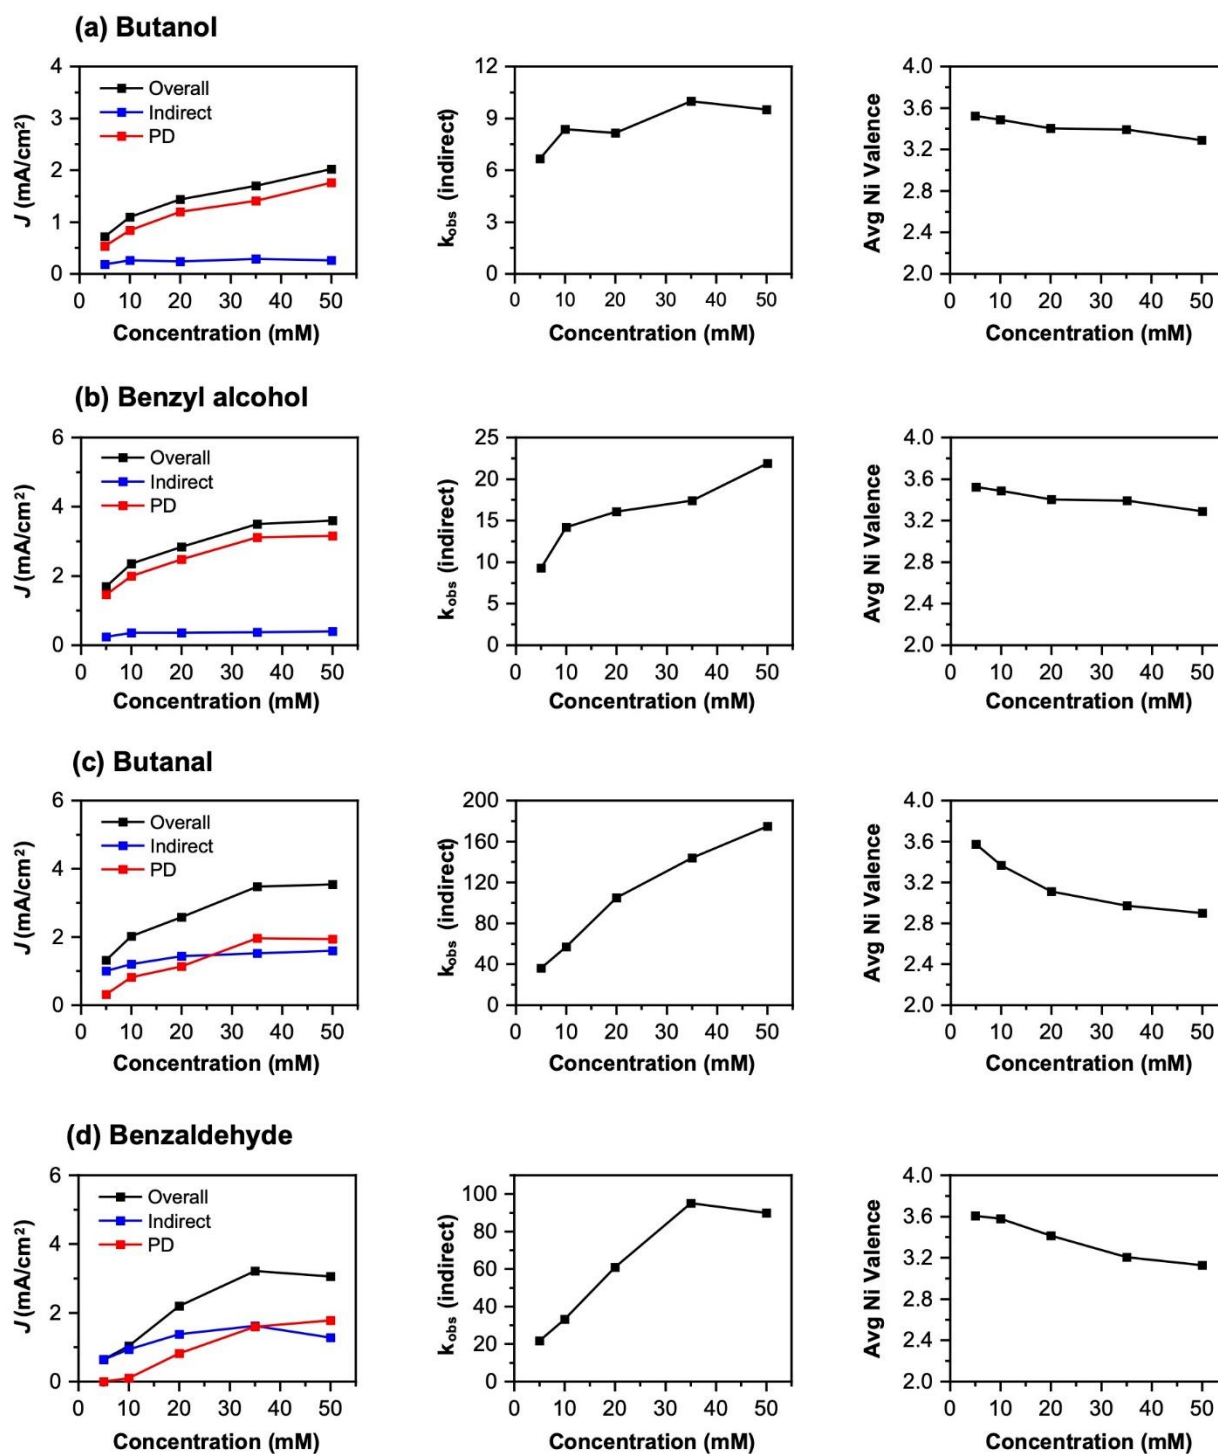 (a) Butanol
4
3
2
1
0
J (mA/cm²)
Overall
Indirect
PD
0 10 20 30 40 50
Concentration (mM)
12
9
6
3
0
kobs (indirect)
0 10 20 30 40 50
Concentration (mM)
4.0
3.6
3.2
2.8
2.4
2.0
Avg Ni Valence
0 10 20 30 40 50
Concentration (mM)
(b) Benzyl alcohol
6
4
2
0
J (mA/cm²)
Overall
Indirect
PD
0 10 20 30 40 50
Concentration (mM)
25
20
15
10
5
0
kobs (indirect)
0 10 20 30 40 50
Concentration (mM)
4.0
3.6
3.2
2.8
2.4
2.0
Avg Ni Valence
0 10 20 30 40 50
Concentration (mM)
(c) Butanal
6
4
2
0
J (mA/cm²)
Overall
Indirect
PD
0 10 20 30 40 50
Concentration (mM)
200
160
120
80
40
0
kobs (indirect)
0 10 20 30 40 50
Concentration (mM)
4.0
3.6
3.2
2.8
2.4
2.0
Avg Ni Valence
0 10 20 30 40 50
Concentration (mM)
(d) Benzaldehyde
6
4
2
0
J (mA/cm²)
Overall
Indirect
PD
0 10 20 30 40 50
Concentration (mM)
100
80
60
40
20
0
kobs (indirect)
0 10 20 30 40 50
Concentration (mM)
4.0
3.6
3.2
2.8
2.4
2.0
Avg Ni Valence
0 10 20 30 40 50
Concentration (mM)